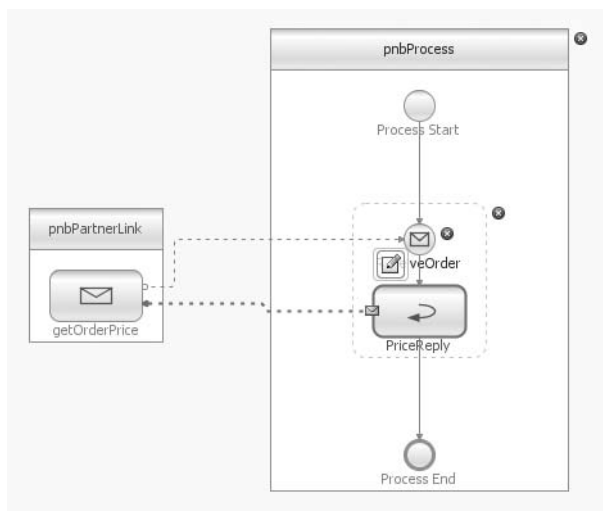 pnbProcess
Process Start
pnbPartnerLink
veOrder
getOrderPrice
PriceReply
Process End